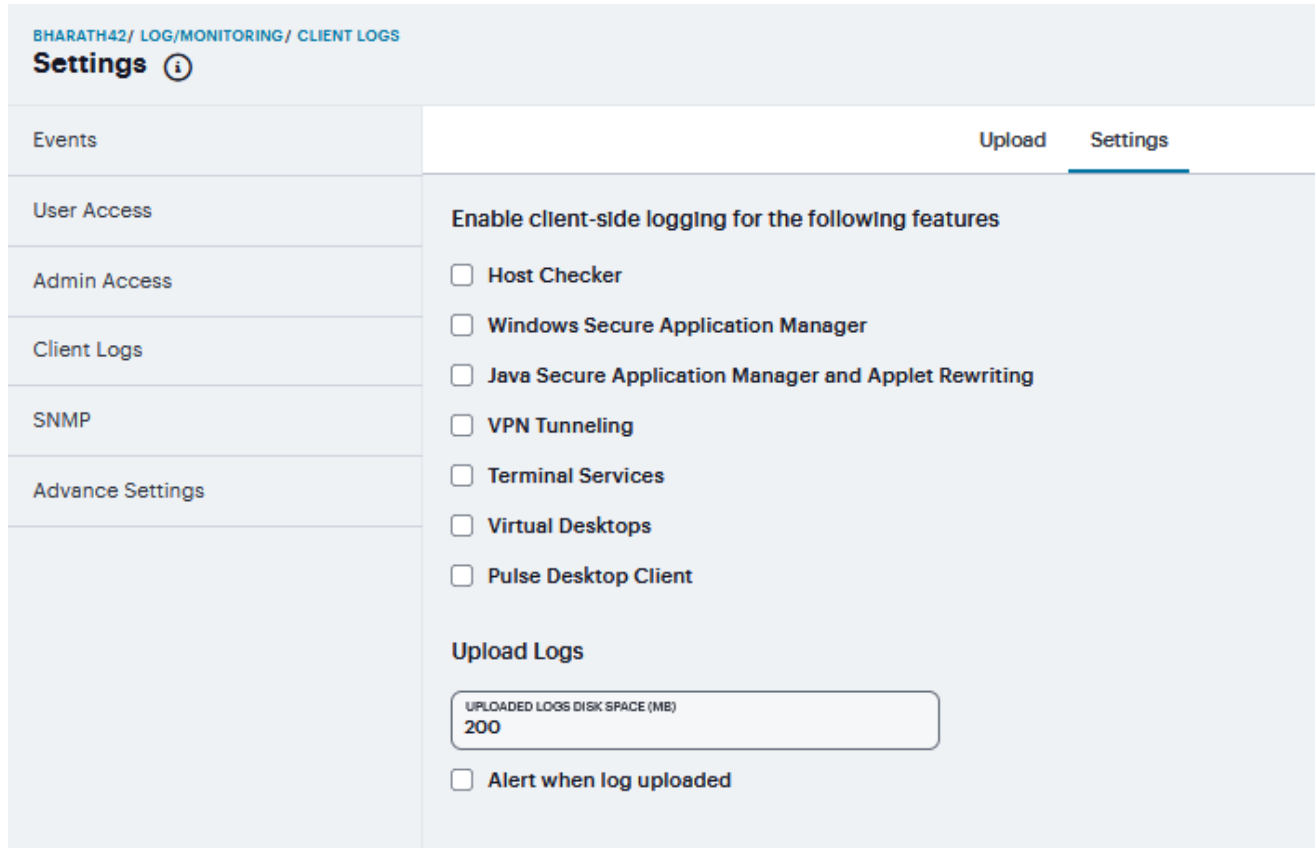 BHARATH42/ LOG/MONITORING/ CLIENT LOGS
Settings
Events
User Access
Admin Access
Client Logs
SNMP
Advance Settings
Upload Settings
Enable client-side logging for the following features
Host Checker
Windows Secure Application Manager
Java Secure Application Manager and Applet Rewriting
VPN Tunneling
Terminal Services
Virtual Desktops
Pulse Desktop Client
Upload Logs
UPLOADED LOGS DISK SPACE (MB)
200
Alert when log uploaded